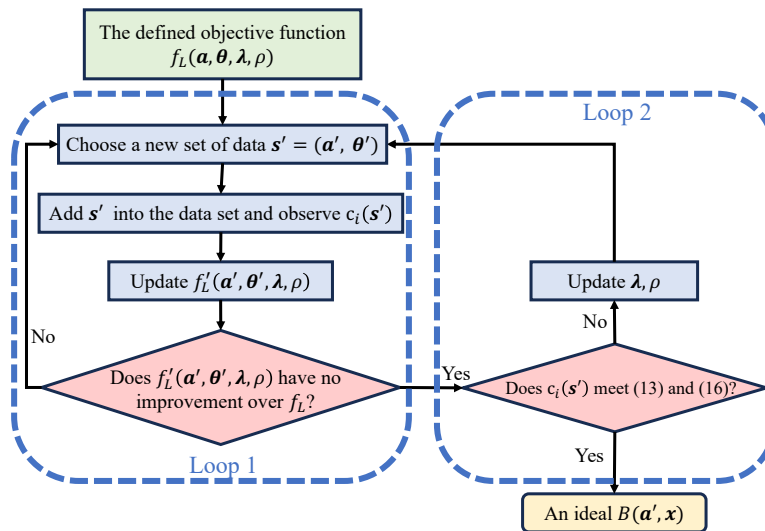 The defined objective function
f_L(a, θ, λ, ρ)
Loop 2
Choose a new set of data s′ = (a′, θ′)
Add s′ into the data set and observe c_i(s′)
Update f_L′(a′, θ′, λ, ρ)
Update λ, ρ
No
No
Does f_L′(a′, θ′, λ, ρ) have no
improvement over f_L?
Yes
Does c_i(s′) meet (13) and (16)?
Loop 1
Yes
An ideal B(a′, x)